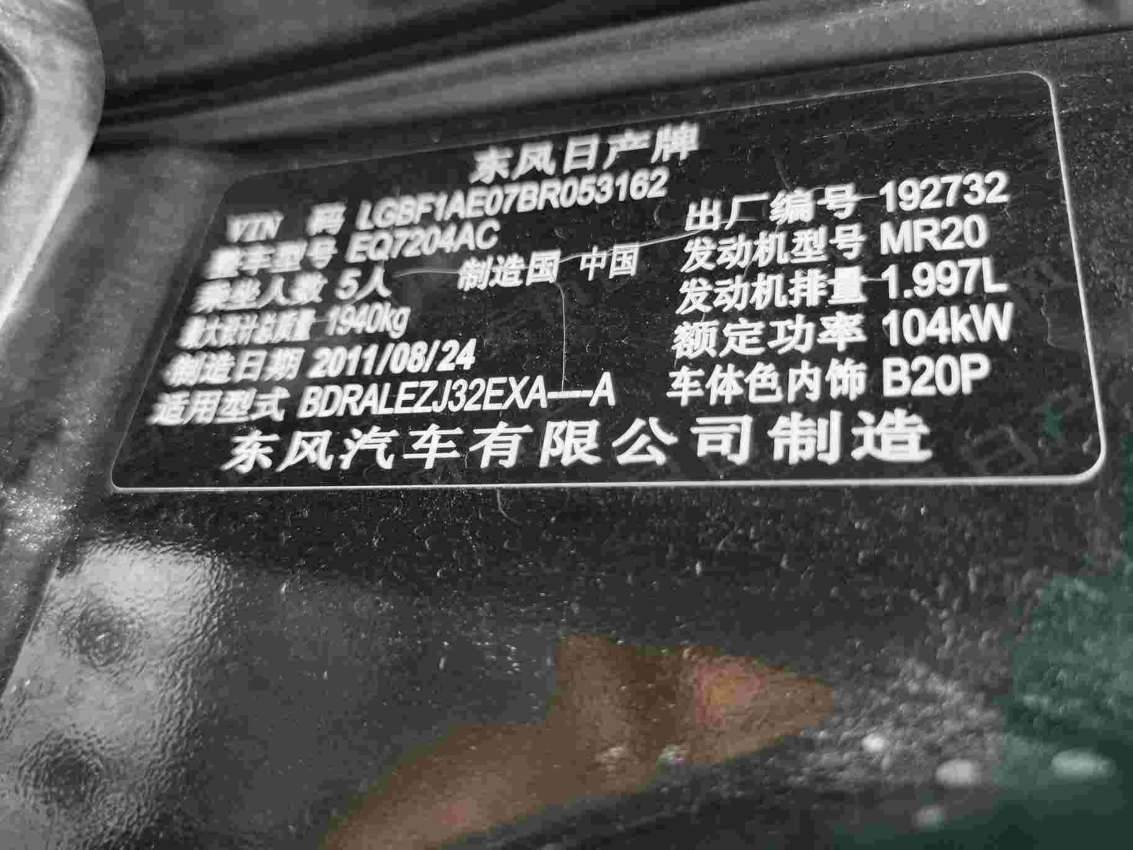 东风日产牌
VIN 码 LGBF1AE07BR053162 出厂编号 192732
整车型号 EQ7204AC 发动机型号 MR20
乘坐人数 5人 制造国 中国 发动机排量 1.997L
最大设计总质量 1940kg 额定功率 104kW
制造日期 2011/08/24 车体色内饰 B20P
适用型式 BDRALEZJ32EXA----A
东风汽车有限公司制造